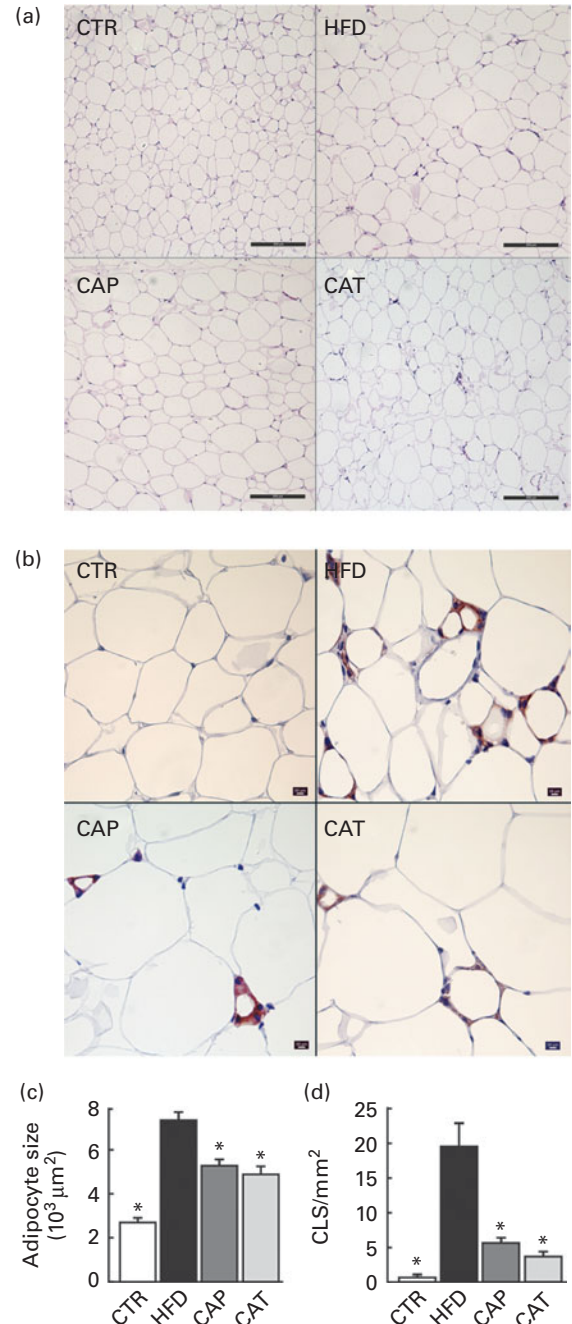 (a)
CTR
HFD
CAP
CAT
(b)
CTR
HFD
CAP
CAT
(c)
(d)
Adipocyte size
(10³ μm²)
8
6
4
2
0
*
*
*
CTR
HFD
CAP
CAT
CLS/mm²
25
20
15
10
5
0
*
*
*
CTR
HFD
CAP
CAT